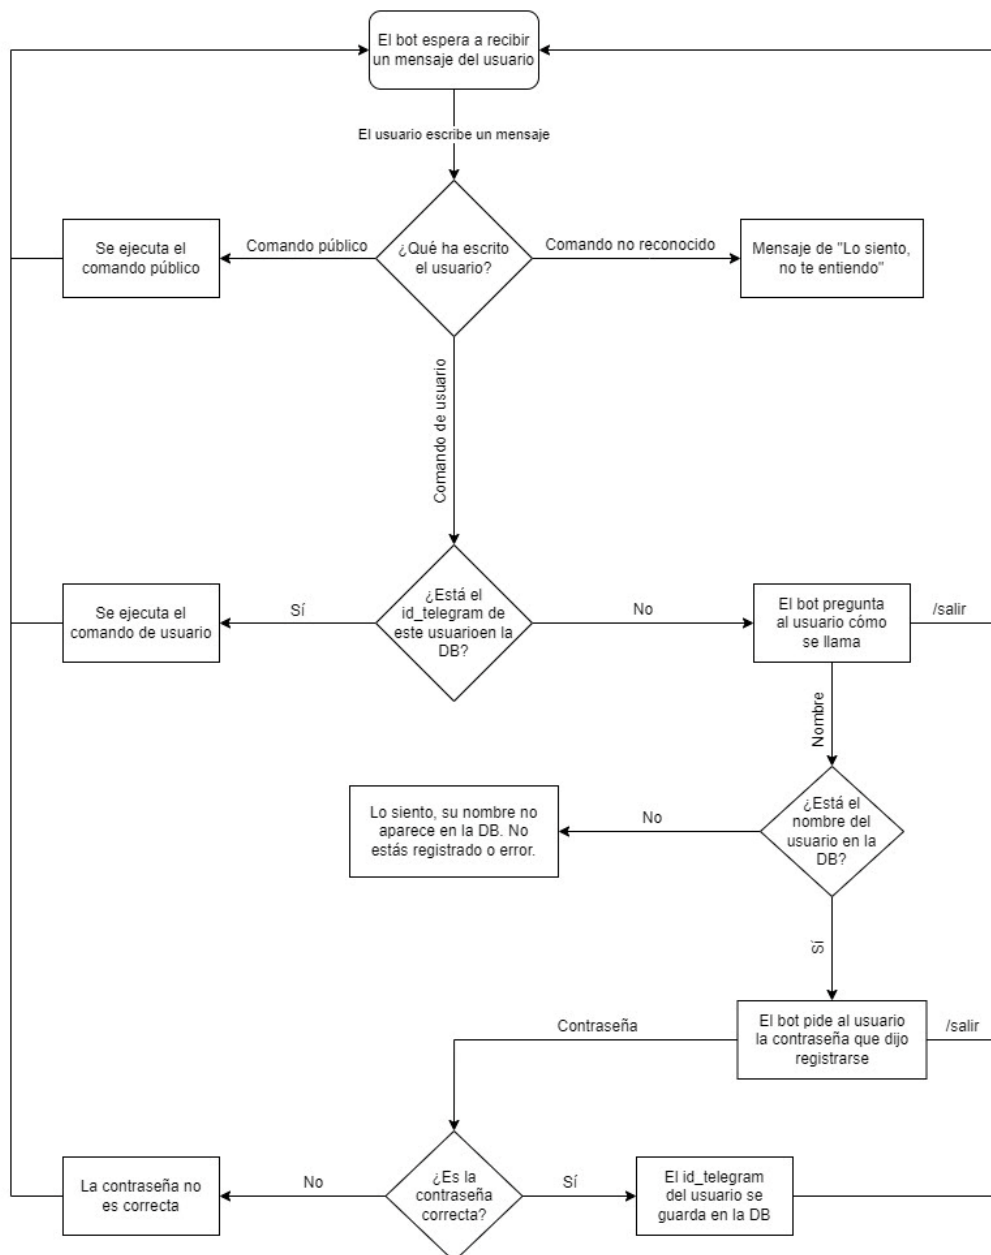 El bot espera a recibir
un mensaje del usuario
El usuario escribe un mensaje
Se ejecuta el
comando público
Comando público
¿Qué ha escrito
el usuario?
Comando no reconocido
Mensaje de "Lo siento,
no te entiendo"
Comando de usuario
Se ejecuta el
comando de usuario
Sí
¿Está el
id_telegram de
este usuarioen la
DB?
No
El bot pregunta
al usuario cómo
se llama
/salir
Nombre
Lo siento, su nombre no
aparece en la DB. No
estás registrado o error.
No
¿Está el
nombre del
usuario en la
DB?
Sí
Contraseña
El bot pide al usuario
la contraseña que dijo
registrarse
/salir
La contraseña no
es correcta
No
¿Es la
contraseña
correcta?
Sí
El id_telegram
del usuario se
guarda en la DB